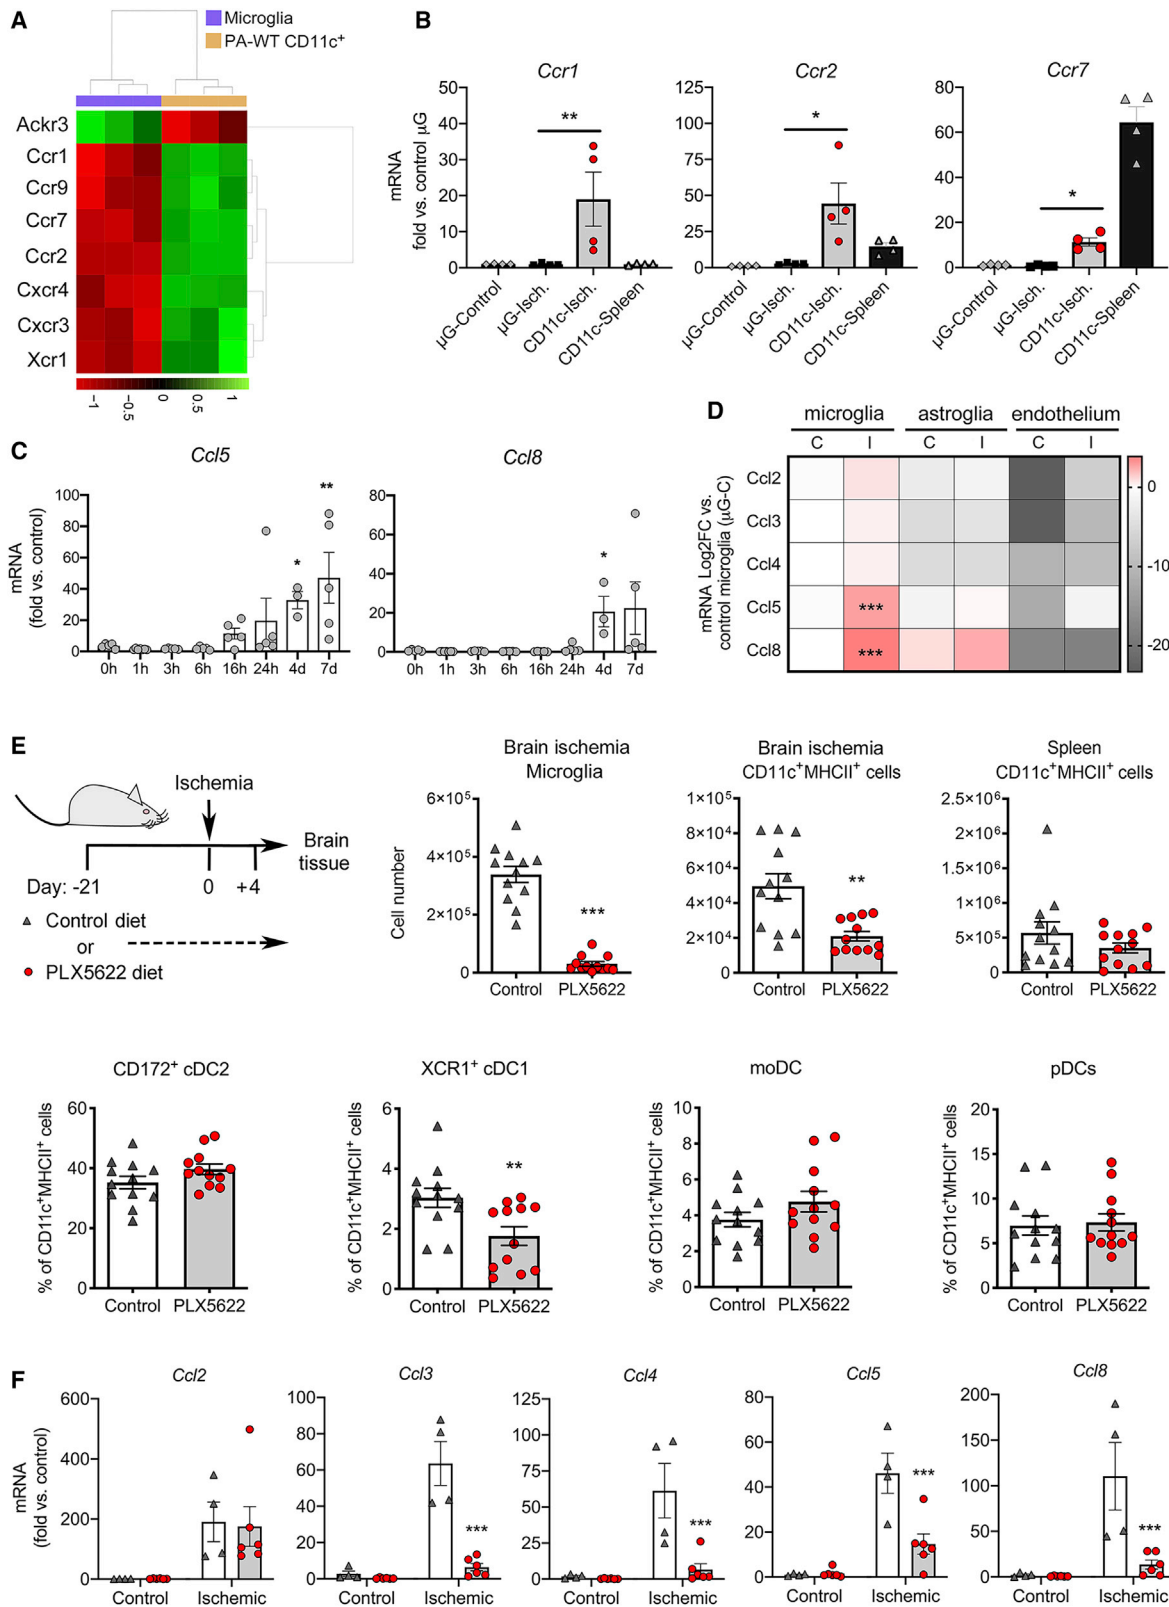 A
Microglia
PA-WT CD11c+
Ackr3
Ccr1
Ccr9
Ccr7
Ccr2
Cxcr4
Cxcr3
Xcr1
−1
−0.5
0
0.5
1
B
mRNA
fold vs. control µG
Ccr1
50
40
30
20
10
0
**
µG-Control
µG-Isch.
CD11c-Isch.
CD11c-Spleen
Ccr2
125
100
75
50
25
0
*
µG-Control
µG-Isch.
CD11c-Isch.
CD11c-Spleen
Ccr7
80
60
40
20
0
*
µG-Control
µG-Isch.
CD11c-Isch.
CD11c-Spleen
C
mRNA
(fold vs. control)
Ccl5
100
80
60
40
20
0
* **
0h 1h 3h 6h 16h 24h 4d 7d
Ccl8
80
60
40
20
0
*
0h 1h 3h 6h 16h 24h 4d 7d
D
microglia astroglia endothelium
C I C I C I
mRNA Log2FC vs.
control microglia (µG-C)
Ccl2
Ccl3
Ccl4
Ccl5 ***
Ccl8 ***
0
-10
-20
E
Ischemia
Brain
tissue
Day: -21 0 +4
Control diet
or
PLX5622 diet
Brain ischemia
Microglia
Cell number
6×10⁵
4×10⁵
2×10⁵
0
***
Control PLX5622
Brain ischemia
CD11c+MHCII+ cells
1×10⁵
8×10⁴
6×10⁴
4×10⁴
2×10⁴
0
**
Control PLX5622
Spleen
CD11c+MHCII+ cells
2.5×10⁶
2×10⁶
1.5×10⁶
1×10⁶
5×10⁵
0
Control PLX5622
CD172+ cDC2
% of CD11c+MHCII+ cells
60
40
20
0
Control PLX5622
XCR1+ cDC1
% of CD11c+MHCII+ cells
6
4
2
0
**
Control PLX5622
moDC
% of CD11c+MHCII+ cells
10
8
6
4
2
0
Control PLX5622
pDCs
% of CD11c+MHCII+ cells
20
15
10
5
0
Control PLX5622
F
mRNA
(fold vs. control)
Ccl2
600
400
200
0
Control Ischemic
Ccl3
100
80
60
40
20
0
***
Control Ischemic
Ccl4
125
100
75
50
25
0
***
Control Ischemic
Ccl5
80
60
40
20
0
***
Control Ischemic
Ccl8
200
150
100
50
0
***
Control Ischemic